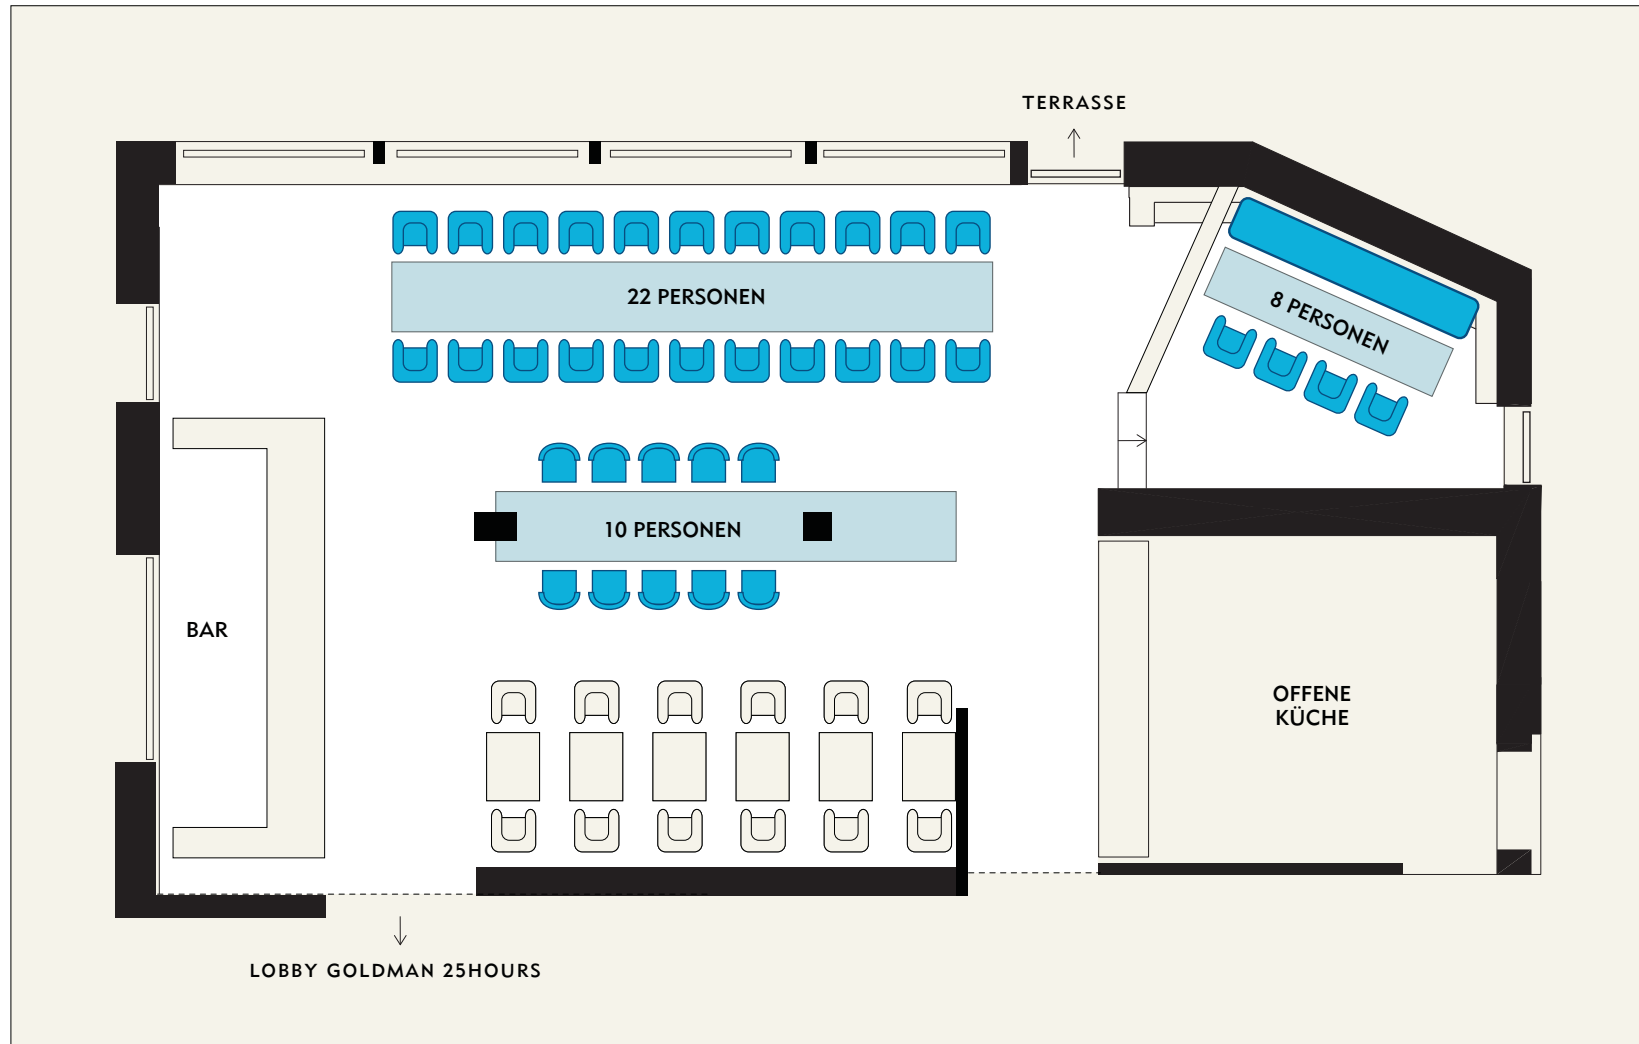 TERRASSE
22 PERSONEN
8 PERSONEN
10 PERSONEN
BAR
OFFENE
KÜCHE
LOBBY GOLDMAN 25HOURS